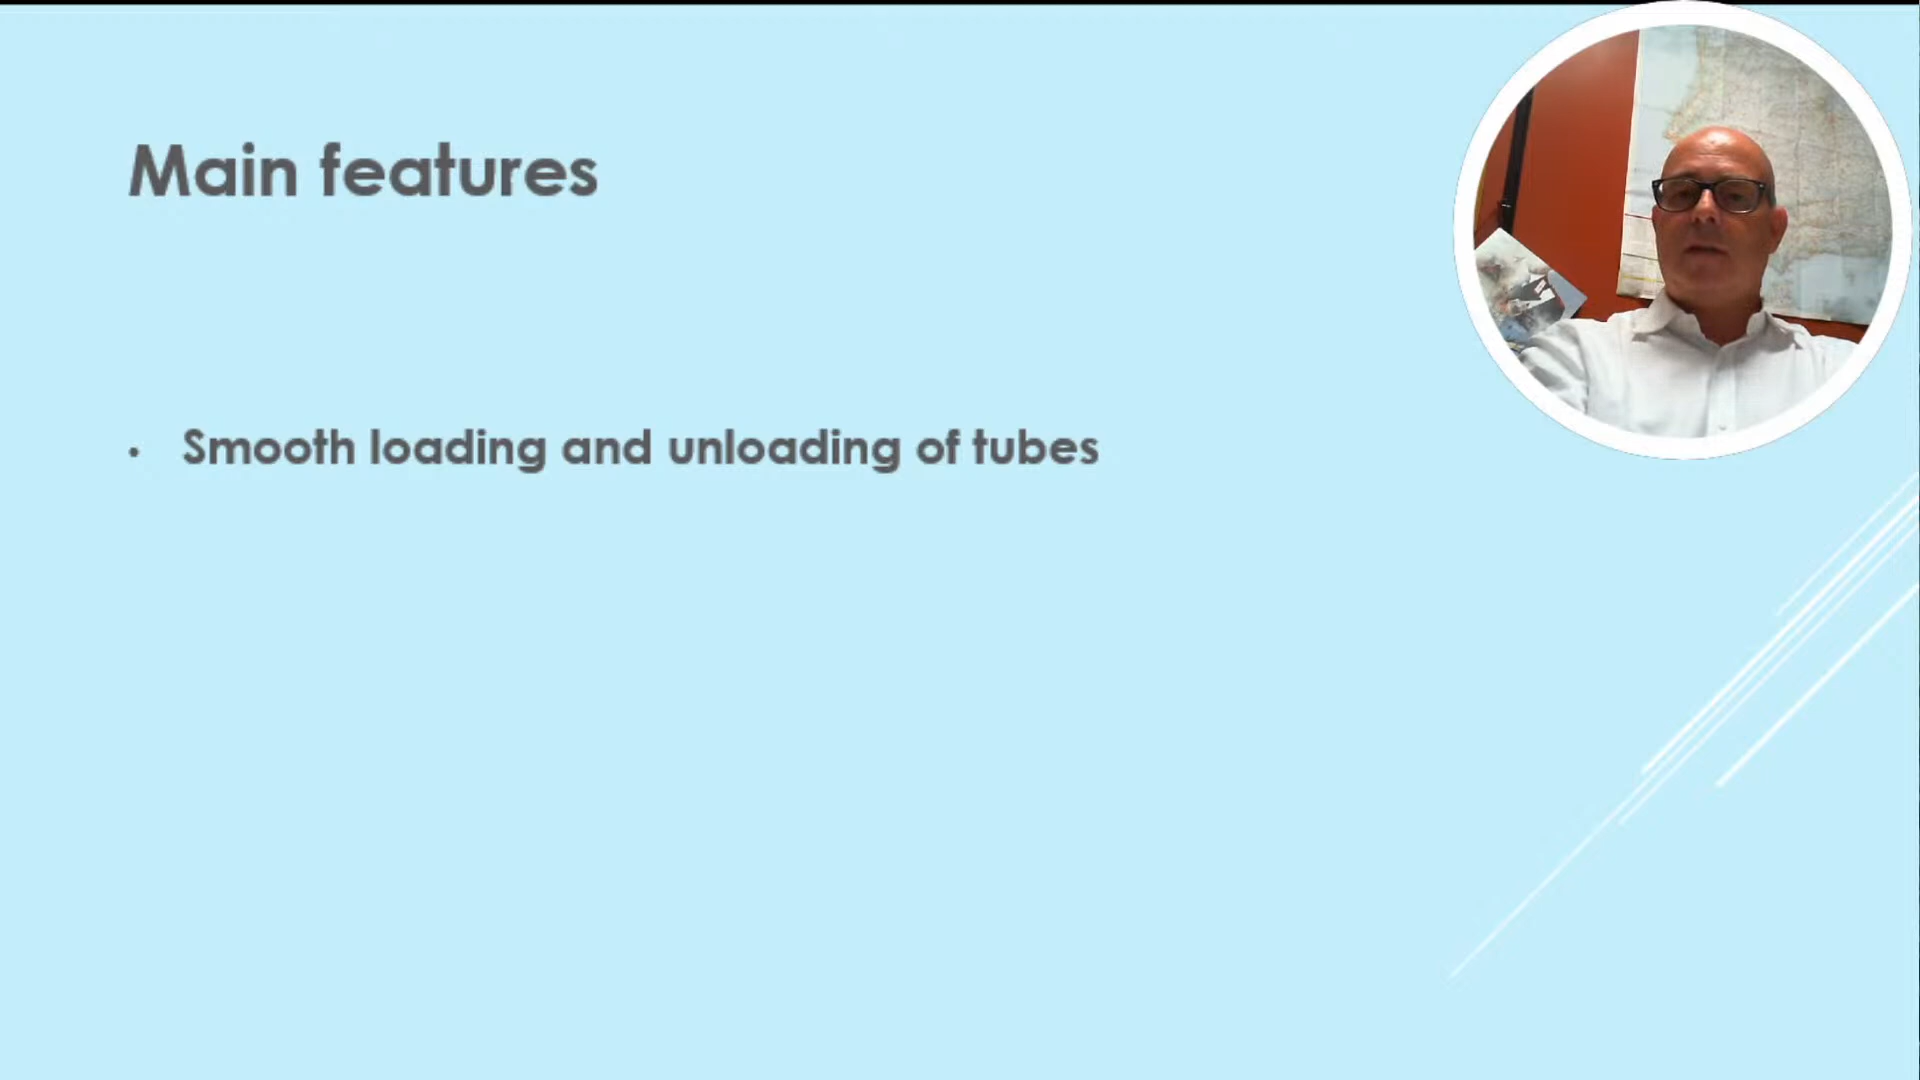 Main features
• Smooth loading and unloading of tubes